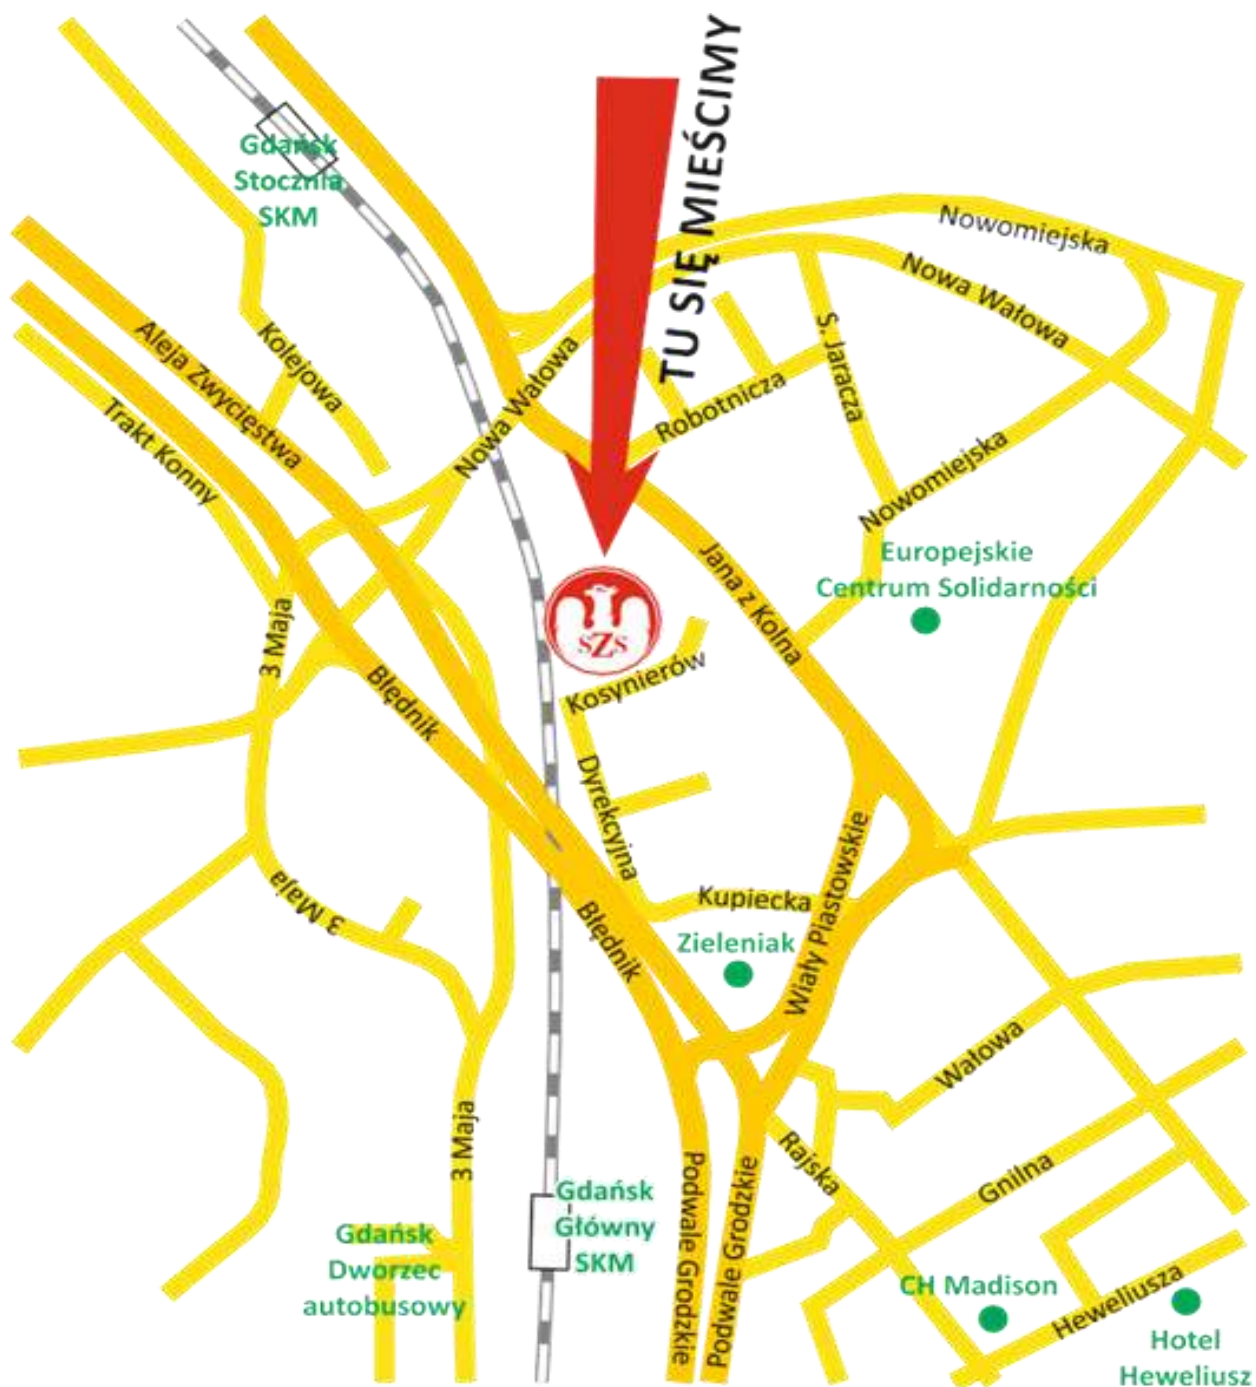 TU SIĘ MIEŚCIMY
Gdańsk
Stocznia
SKM
Nowomiejska
Nowa Wałowa
S. Jaracza
Kolejowa
Aleja Zwycięstwa
Trakt Konny
Nowa Wałowa
Robotnicza
Nowomiejska
Europejskie
Centrum Solidarności
Jana z Kolna
SZS
3 Maja
Kosynierów
Błędnik
Dyrekcyjna
3 Maja
Kupiecka
Wiały Piastowskie
Błędnik
Zieleniak
Wałowa
3 Maja
Rajska
Gnilna
Podwale Grodzkie
Podwale Grodzkie
Gdańsk
Główny
SKM
Gdańsk
Dworzec
autobusowy
CH Madison
Heweliusza
Hotel
Heweliusz